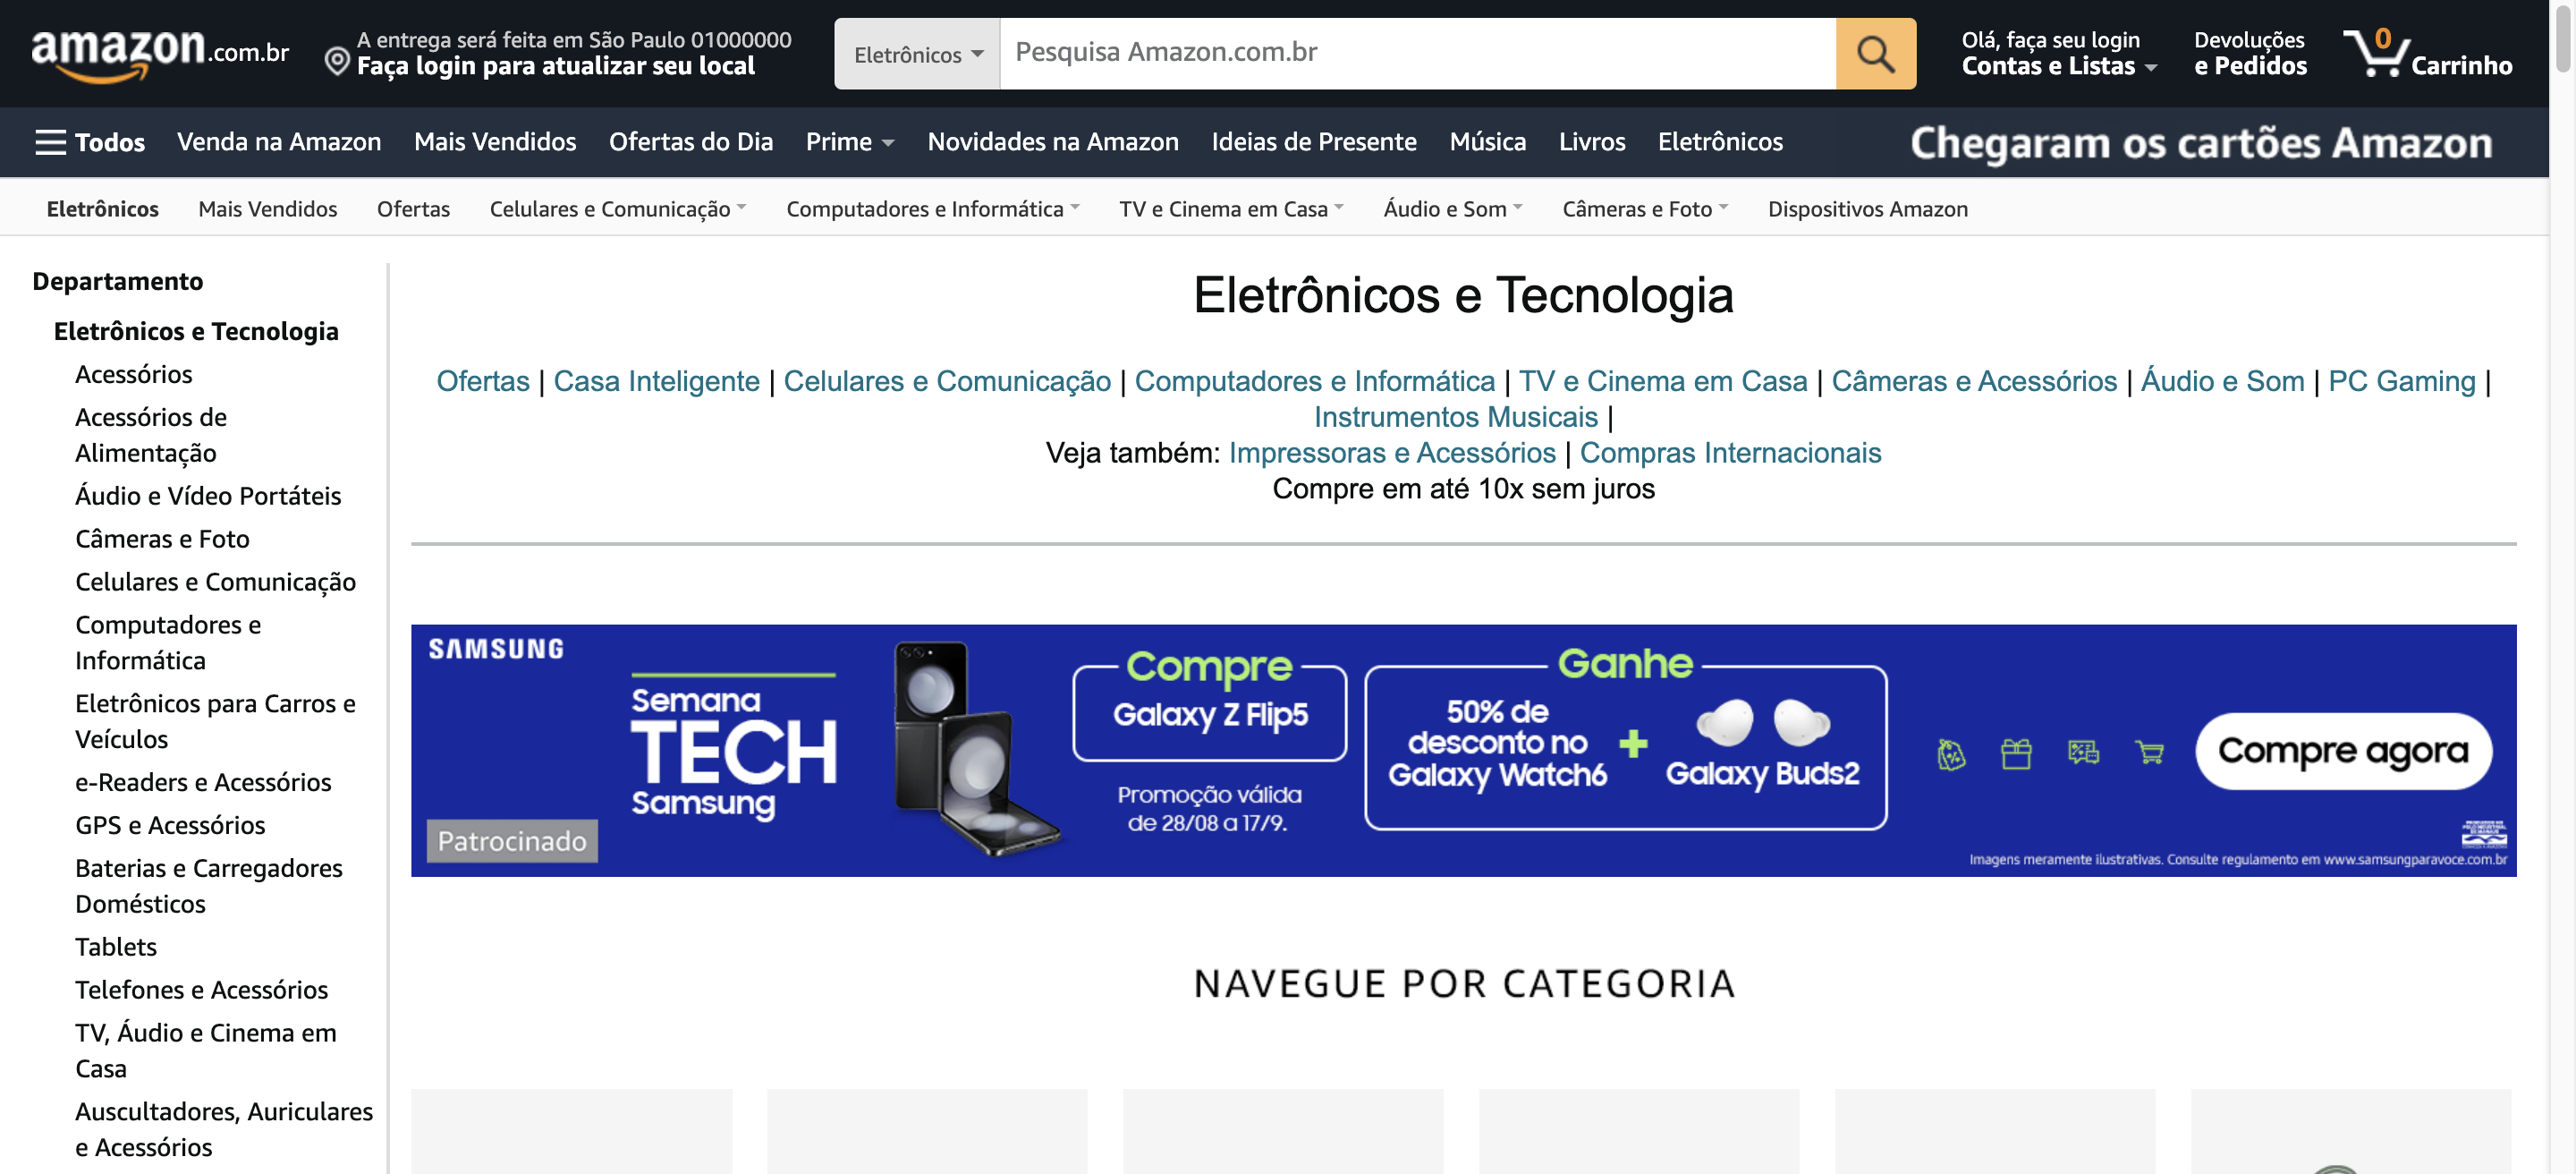 amazon.com.br
A entrega será feita em São Paulo 01000000
Faça login para atualizar seu local
Eletrônicos
Pesquisa Amazon.com.br
Olá, faça seu login
Contas e Listas
Devoluções
e Pedidos
0
Carrinho
Todos
Venda na Amazon
Mais Vendidos
Ofertas do Dia
Prime
Novidades na Amazon
Ideias de Presente
Música
Livros
Eletrônicos
Chegaram os cartões Amazon
Eletrônicos
Mais Vendidos
Ofertas
Celulares e Comunicação
Computadores e Informática
TV e Cinema em Casa
Áudio e Som
Câmeras e Foto
Dispositivos Amazon
Departamento
Eletrônicos e Tecnologia
Acessórios
Acessórios de
Alimentação
Áudio e Vídeo Portáteis
Câmeras e Foto
Celulares e Comunicação
Computadores e
Informática
Eletrônicos para Carros e
Veículos
e-Readers e Acessórios
GPS e Acessórios
Baterias e Carregadores
Domésticos
Tablets
Telefones e Acessórios
TV, Áudio e Cinema em
Casa
Auscultadores, Auriculares
e Acessórios
Eletrônicos e Tecnologia
Ofertas | Casa Inteligente | Celulares e Comunicação | Computadores e Informática | TV e Cinema em Casa | Câmeras e Acessórios | Áudio e Som | PC Gaming |
Instrumentos Musicais |
Veja também: Impressoras e Acessórios | Compras Internacionais
Compre em até 10x sem juros
SAMSUNG
Semana
TECH
Samsung
Patrocinado
Compre
Galaxy Z Flip5
Promoção válida
de 28/08 a 17/9.
Ganhe
50% de
desconto no
Galaxy Watch6
+
Galaxy Buds2
Compre agora
Imagens meramente ilustrativas. Consulte regulamento em www.samsungparavoce.com.br
NAVEGUE POR CATEGORIA